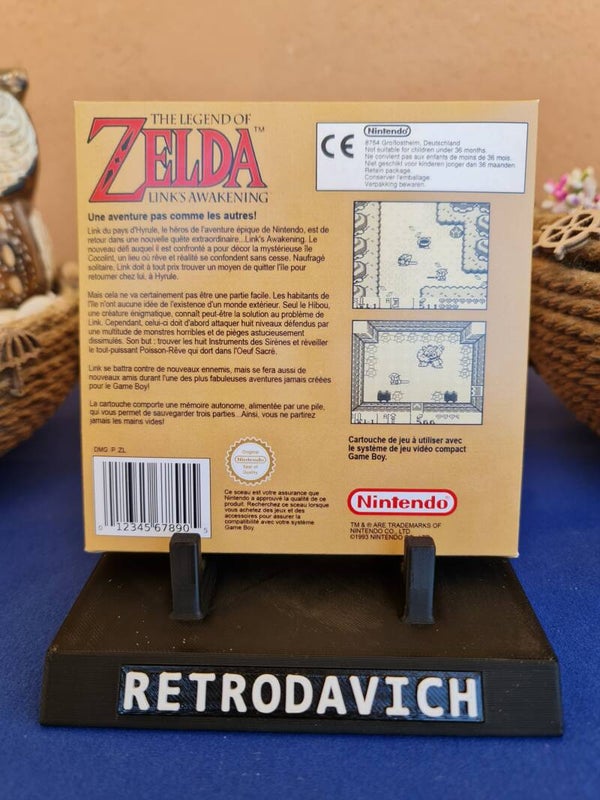 THE LEGEND OF
ZELDA™
LINK'S AWAKENING
Une aventure pas comme les autres!
Link du pays d'Hyrule, le héros de l'aventure épique de Nintendo, est de
retour dans une nouvelle quête extraordinaire...Link's Awakening. Le
nouveau défi auquel il est confronté a pour décor la mystérieuse île
Cocolint, un lieu où rêve et réalité se confondent sans cesse. Naufragé
solitaire, Link doit à tout prix trouver un moyen de quitter l'île pour
retourner chez lui, à Hyrule.
Mais cela ne va certainement pas être une partie facile. Les habitants de
l'île n'ont aucune idée de l'existence d'un monde extérieur. Seul le Hibou,
une créature énigmatique, connaît peut-être la solution au problème de
Link. Cependant, celui-ci doit d'abord attaquer huit niveaux défendus par
une multitude de monstres horribles et de pièges astucieusement
dissimulés. Son but : trouver les huit Instruments des Sirènes et réveiller
le tout-puissant Poisson-Rêve qui dort dans l'Oeuf Sacré.
Link se battra contre de nouveaux ennemis, mais se fera aussi de
nouveaux amis durant l'une des plus fabuleuses aventures jamais créées
pour le Game Boy!
La cartouche comporte une mémoire autonome, alimentée par une pile,
qui vous permet de sauvegarder trois parties...Ainsi, vous ne partirez
jamais les mains vides!
CE
Nintendo®
8754 Großostheim, Deutschland
Not suitable for children under 36 months.
Ne convient pas aux enfants de moins de 36 mois.
Niet geschikt voor kinderen jonger dan 36 maanden
Retain package.
Conserver l'emballage.
Verpakking bewaren.
Cartouche de jeu à utiliser avec
le système de jeu vidéo compact
Game Boy.
DMG P ZL
0 12345 67890 5
Original
Nintendo
Seal of
Quality
Ce sceau est votre assurance que
Nintendo a approuvé la qualité de ce
produit. Recherchez ce sceau lorsque
vous achetez des jeux et des
accessoires pour assurer la
compatibilité avec votre système
Game Boy.
Nintendo®
TM & ® ARE TRADEMARKS OF
NINTENDO CO., LTD.
©1993 NINTENDO
RETRODAVICH